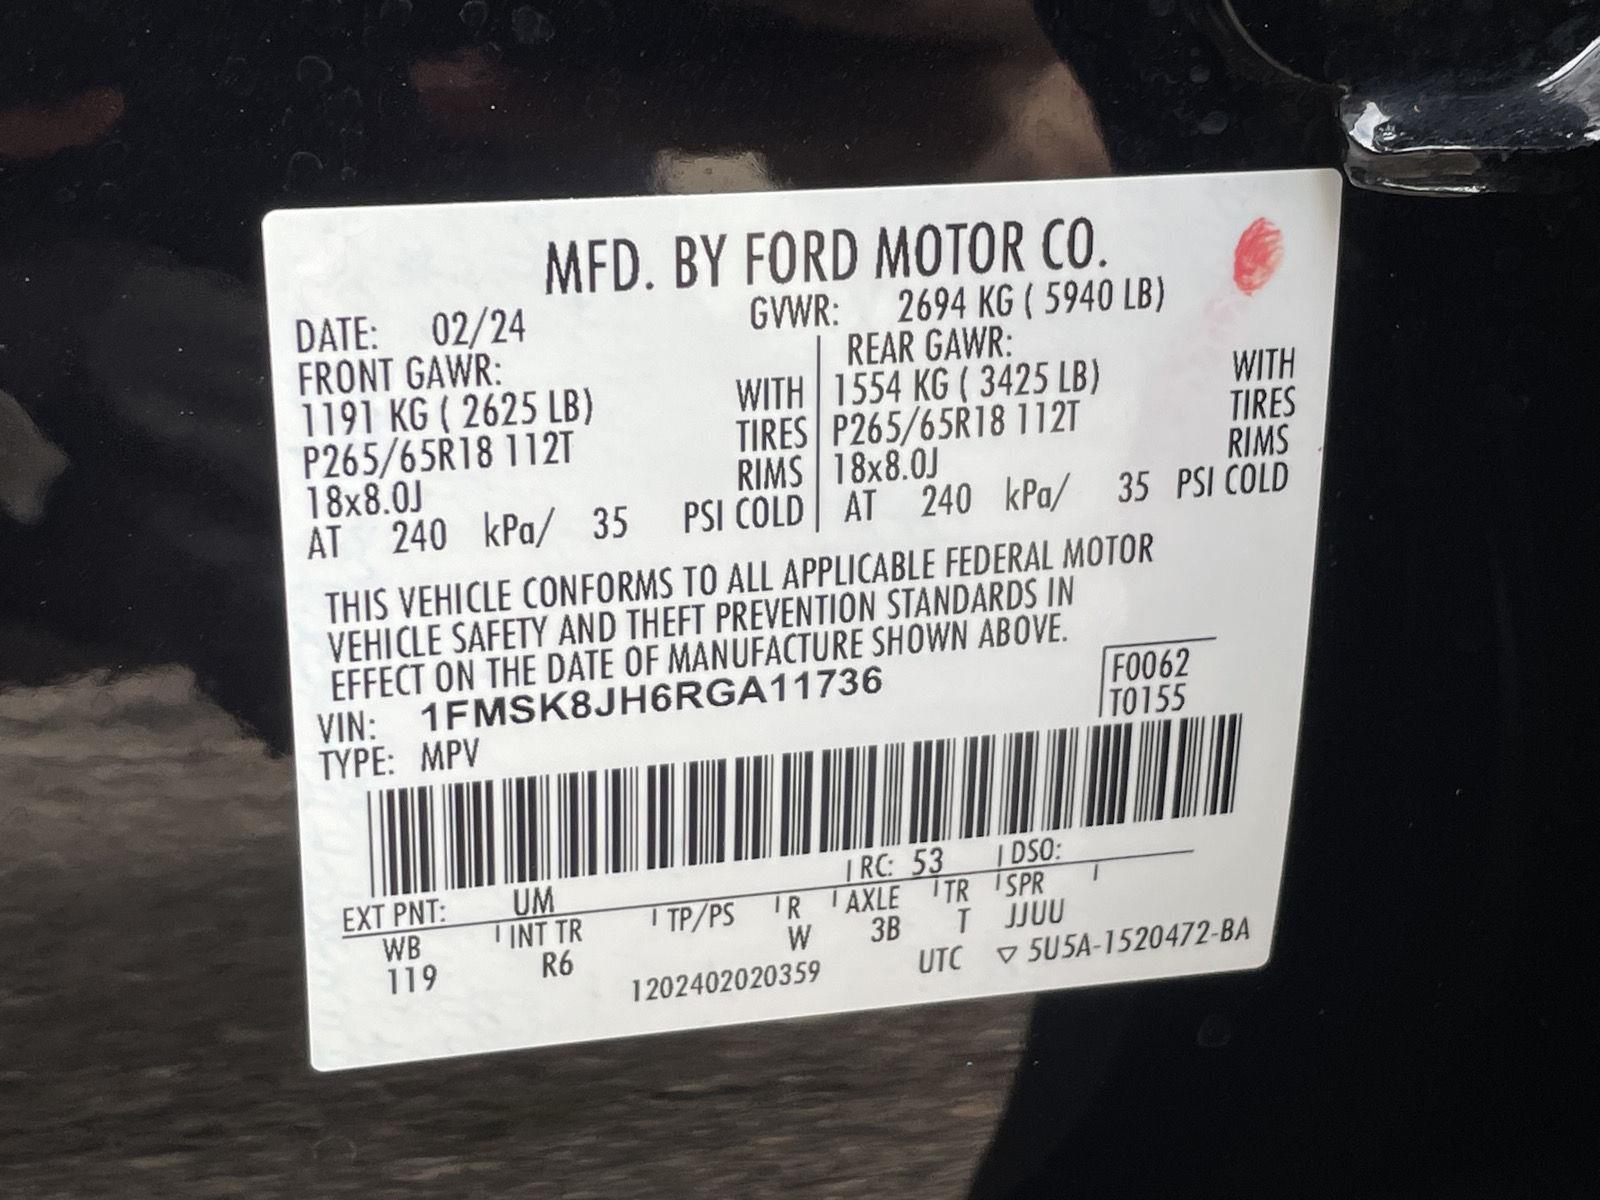 MFD. BY FORD MOTOR CO.
DATE: 02/24 GVWR: 2694 KG ( 5940 LB)
FRONT GAWR: REAR GAWR:
1191 KG ( 2625 LB) WITH 1554 KG ( 3425 LB) WITH
P265/65R18 112T TIRES P265/65R18 112T TIRES
18x8.0J RIMS 18x8.0J RIMS
AT 240 kPa/ 35 PSI COLD AT 240 kPa/ 35 PSI COLD
THIS VEHICLE CONFORMS TO ALL APPLICABLE FEDERAL MOTOR
VEHICLE SAFETY AND THEFT PREVENTION STANDARDS IN
EFFECT ON THE DATE OF MANUFACTURE SHOWN ABOVE.
VIN: 1FMSK8JH6RGA11736 F0062
TYPE: MPV T0155
EXT PNT: UM RC: 53 DSO:
WB INT TR TP/PS R AXLE TR SPR
119 R6 W 3B T JJUU
1202402020359 UTC ▽ 5U5A-1520472-BA